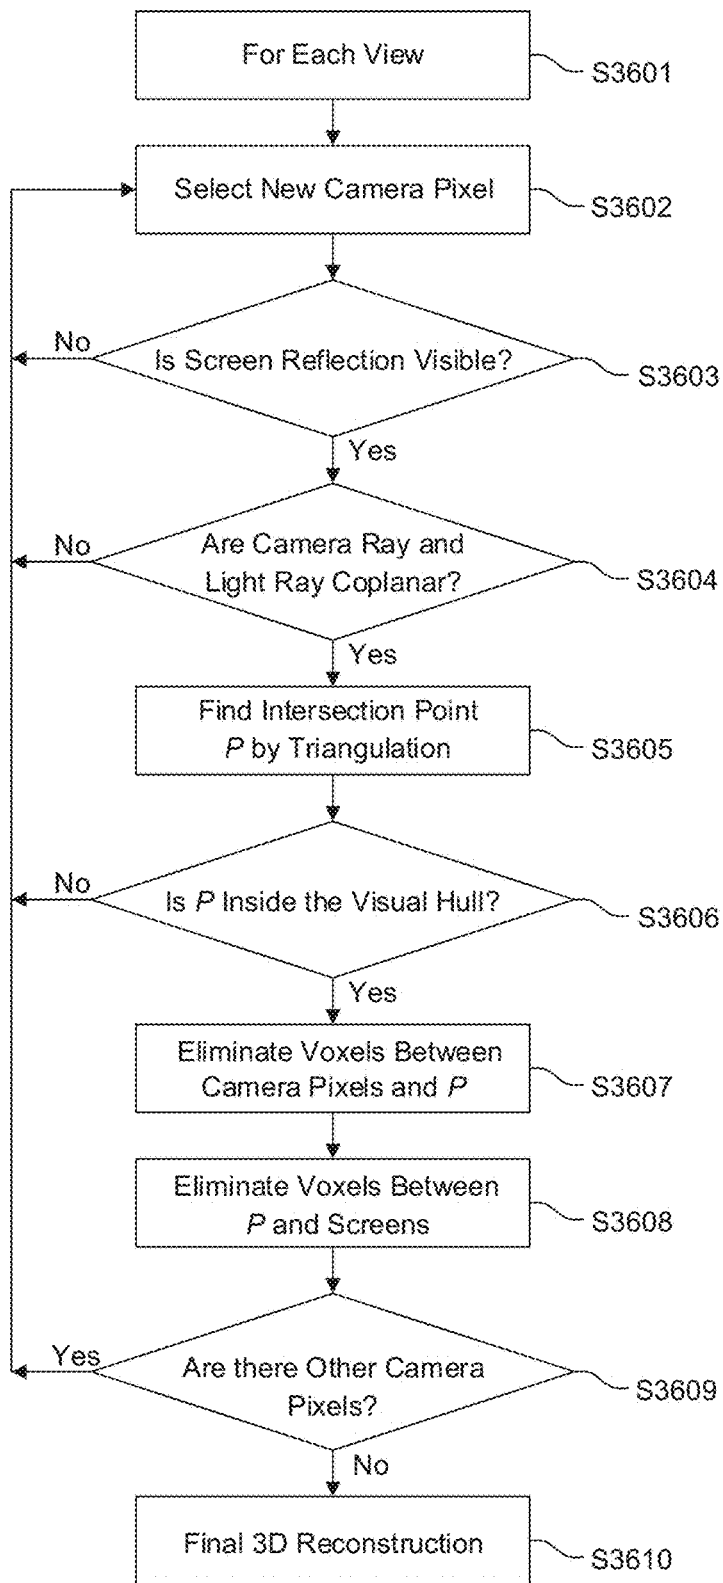 For Each View
S3601
Select New Camera Pixel
S3602
No
Is Screen Reflection Visible?
S3603
Yes
No
Are Camera Ray and
Light Ray Coplanar?
S3604
Yes
Find Intersection Point
P by Triangulation
S3605
No
Is P Inside the Visual Hull?
S3606
Yes
Eliminate Voxels Between
Camera Pixels and P
S3607
Eliminate Voxels Between
P and Screens
S3608
Yes
Are there Other Camera
Pixels?
S3609
No
Final 3D Reconstruction
S3610